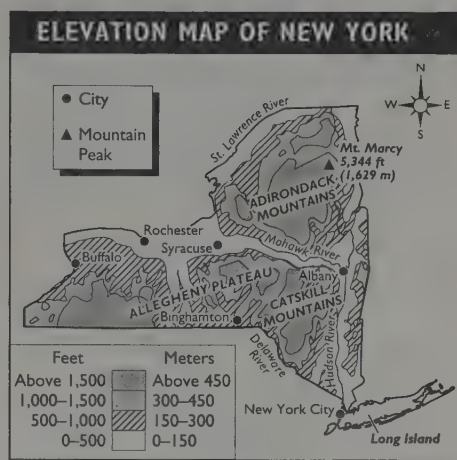 ELEVATION MAP OF NEW YORK
City
Mountain
Peak
N
W
E
S
St. Lawrence River
Mt. Marcy
5,344 ft
(1,629 m)
ADIRONDACK
MOUNTAINS
Mohawk River
Rochester
Syracuse
Buffalo
Albany
ALLEGHENY PLATEAU
CATSKILL
MOUNTAINS
Binghamton
Delaware
River
Hudson River
New York City
Long Island
Feet Meters
Above 1,500 Above 450
1,000–1,500 300–450
500–1,000 150–300
0–500 0–150